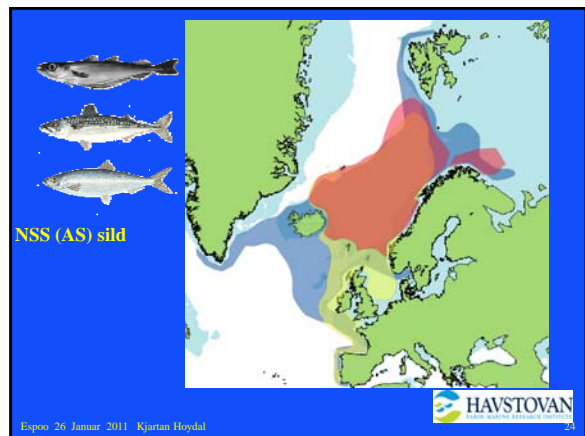 NSS (AS) sild
HAVSTOVAN
FAROE MARINE RESEARCH INSTITUTE
Espoo 26 Januar 2011 Kjartan Hoydal
24